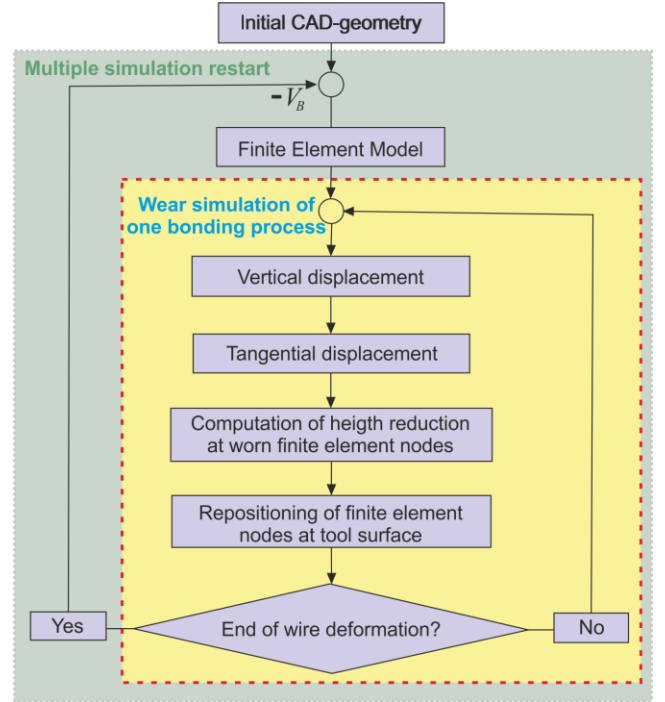 Initial CAD-geometry
Multiple simulation restart
-V_B
Finite Element Model
Wear simulation of
one bonding process
Vertical displacement
Tangential displacement
Computation of heigth reduction
at worn finite element nodes
Repositioning of finite element
nodes at tool surface
Yes
End of wire deformation?
No